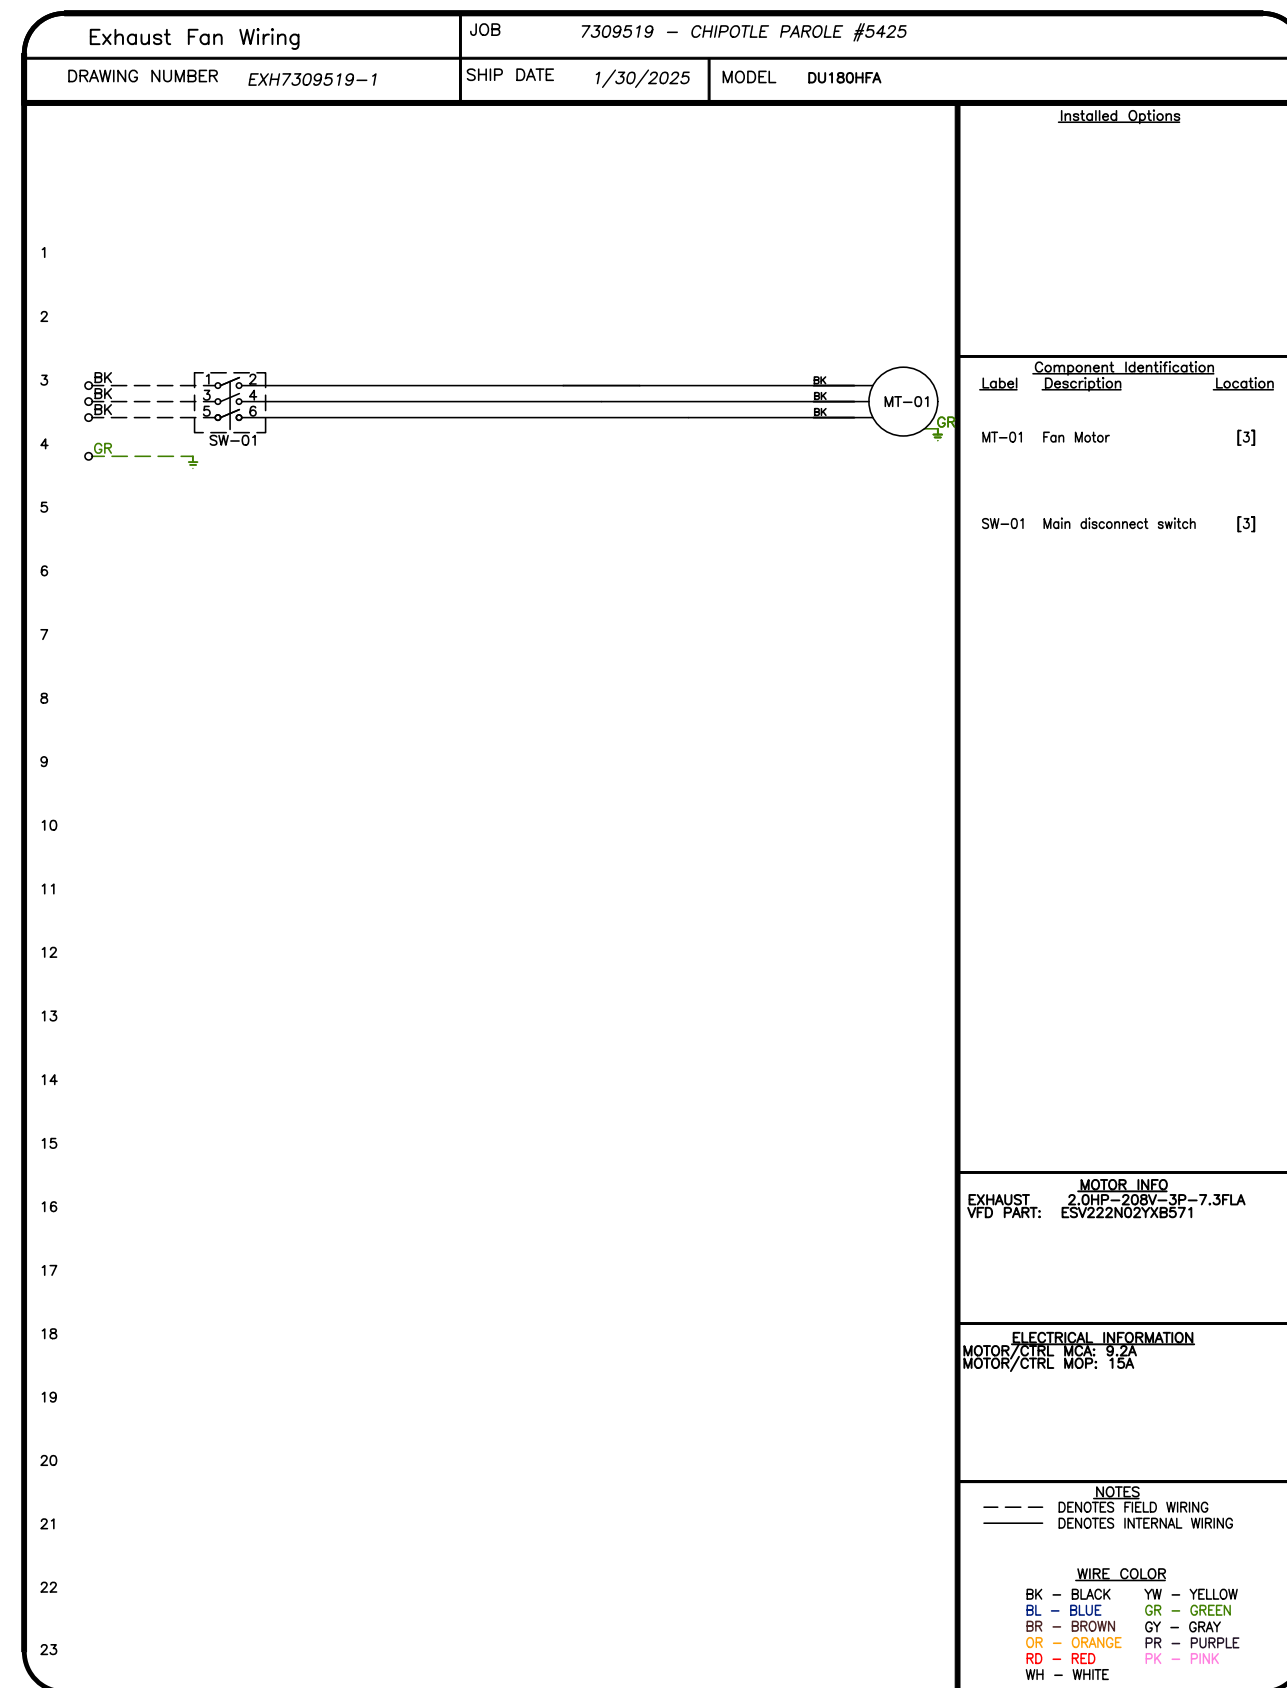 Exhaust Fan Wiring
JOB 7309519 - CHIPOTLE PAROLE #5425
DRAWING NUMBER EXH7309519-1
SHIP DATE 1/30/2025
MODEL DU180HFA
Installed Options
1
2
3
BK 1 2 BK
BK 3 4 BK
BK 5 6 BK
MT-01
GR
SW-01
4
GR
5
6
7
8
9
10
11
12
13
14
15
16
17
18
19
20
21
22
23
Component Identification
Label Description Location
MT-01 Fan Motor [3]
SW-01 Main disconnect switch [3]
MOTOR INFO
EXHAUST 2.0HP-208V-3P-7.3FLA
VFD PART: ESV222N02YXB571
ELECTRICAL INFORMATION
MOTOR/CTRL MCA: 9.2A
MOTOR/CTRL MOP: 15A
NOTES
DENOTES FIELD WIRING
DENOTES INTERNAL WIRING
WIRE COLOR
BK - BLACK YW - YELLOW
BL - BLUE GR - GREEN
BR - BROWN GY - GRAY
OR - ORANGE PR - PURPLE
RD - RED PK - PINK
WH - WHITE